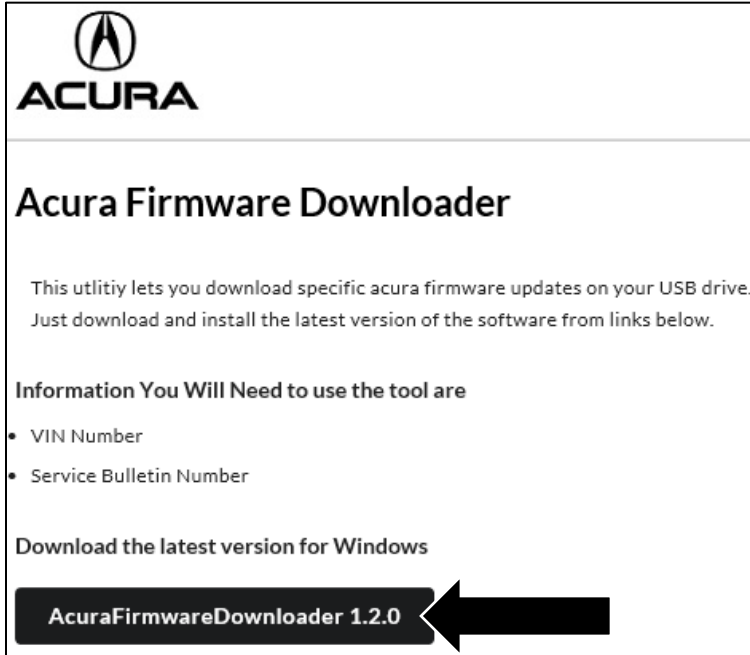 ACURA
Acura Firmware Downloader
This utlitiy lets you download specific acura firmware updates on your USB drive.
Just download and install the latest version of the software from links below.
Information You Will Need to use the tool are
• VIN Number
• Service Bulletin Number
Download the latest version for Windows
AcuraFirmwareDownloader 1.2.0